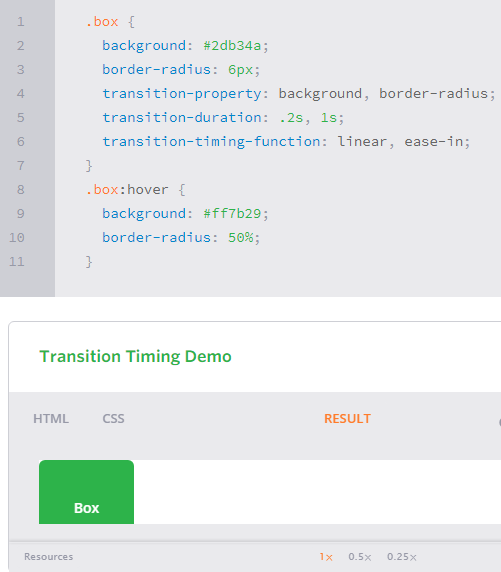 1 .box {
2 background: #2db34a;
3 border-radius: 6px;
4 transition-property: background, border-radius;
5 transition-duration: .2s, 1s;
6 transition-timing-function: linear, ease-in;
7 }
8 .box:hover {
9 background: #ff7b29;
10 border-radius: 50%;
11 }
Transition Timing Demo
HTML CSS RESULT
Box
Resources 1x 0.5x 0.25x